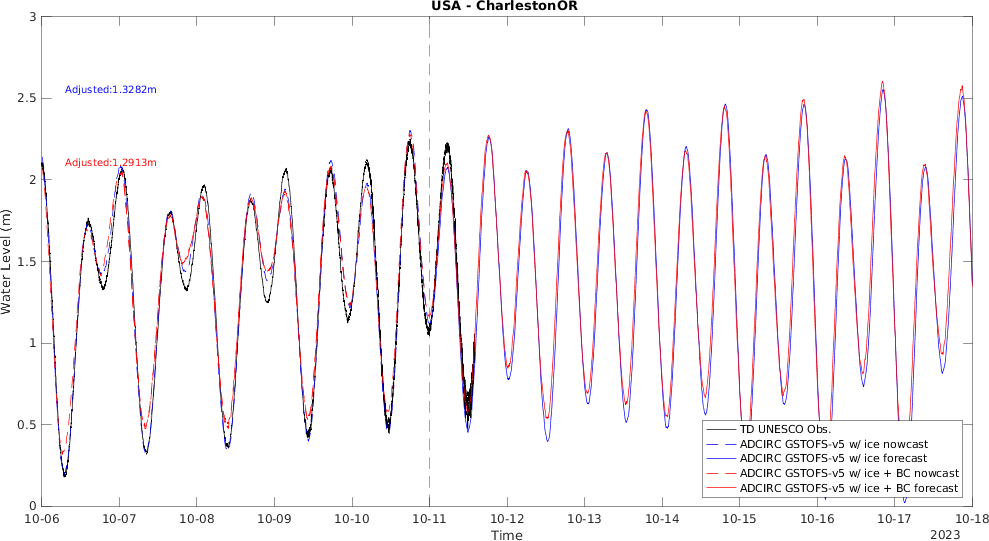 USA - CharlestonOR
3
2.5
2
1.5
1
0.5
0
Water Level (m)
Adjusted:1.3282m
Adjusted:1.2913m
TD UNESCO Obs.
ADCIRC GSTOFS-v5 w/ ice nowcast
ADCIRC GSTOFS-v5 w/ ice forecast
ADCIRC GSTOFS-v5 w/ ice + BC nowcast
ADCIRC GSTOFS-v5 w/ ice + BC forecast
10-06 10-07 10-08 10-09 10-10 10-11 10-12 10-13 10-14 10-15 10-16 10-17 10-18
Time
2023